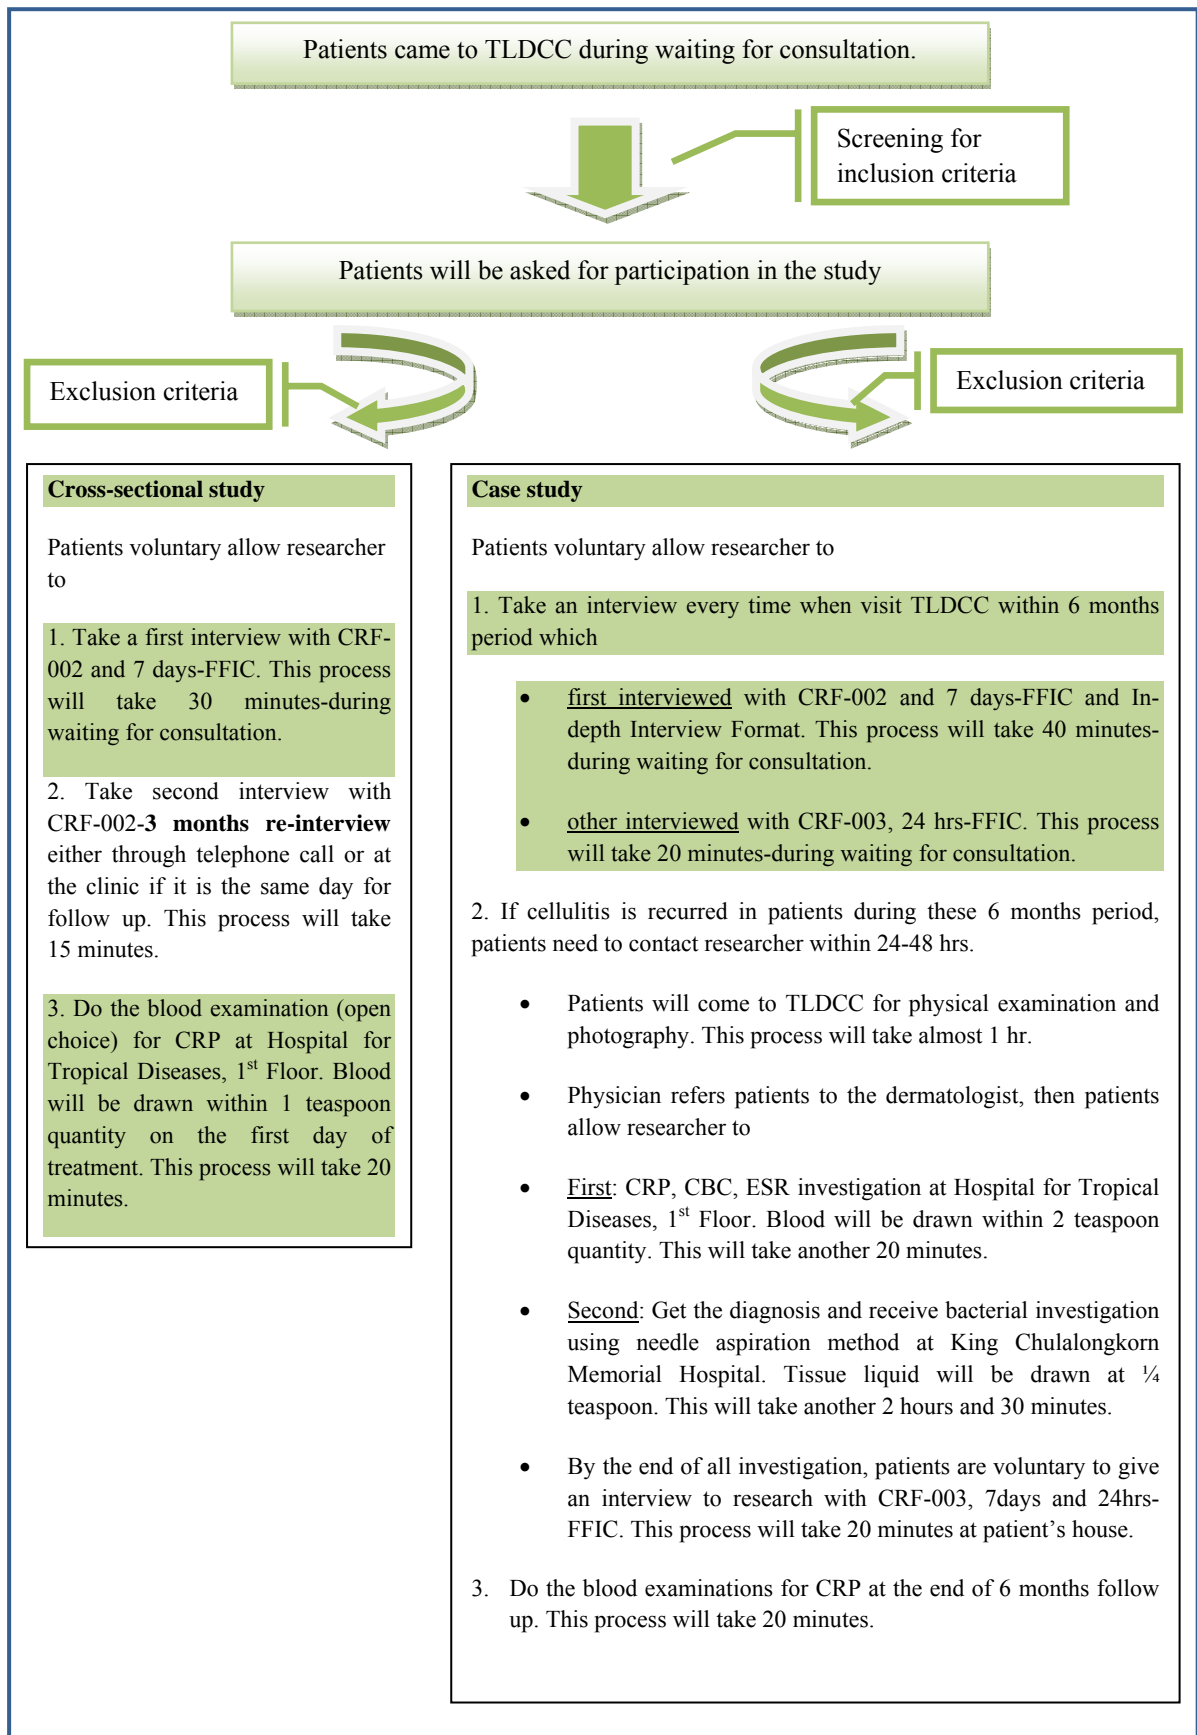 Patients came to TLDCC during waiting for consultation.
Screening for
inclusion criteria
Patients will be asked for participation in the study
Exclusion criteria
Exclusion criteria
Cross-sectional study
Patients voluntary allow researcher
to
1. Take a first interview with CRF-
002 and 7 days-FFIC. This process
will take 30 minutes-during
waiting for consultation.
2. Take second interview with
CRF-002-3 months re-interview
either through telephone call or at
the clinic if it is the same day for
follow up. This process will take
15 minutes.
3. Do the blood examination (open
choice) for CRP at Hospital for
Tropical Diseases, 1st Floor. Blood
will be drawn within 1 teaspoon
quantity on the first day of
treatment. This process will take 20
minutes.
Case study
Patients voluntary allow researcher to
1. Take an interview every time when visit TLDCC within 6 months
period which
• first interviewed with CRF-002 and 7 days-FFIC and In-
depth Interview Format. This process will take 40 minutes-
during waiting for consultation.
• other interviewed with CRF-003, 24 hrs-FFIC. This process
will take 20 minutes-during waiting for consultation.
2. If cellulitis is recurred in patients during these 6 months period,
patients need to contact researcher within 24-48 hrs.
• Patients will come to TLDCC for physical examination and
photography. This process will take almost 1 hr.
• Physician refers patients to the dermatologist, then patients
allow researcher to
• First: CRP, CBC, ESR investigation at Hospital for Tropical
Diseases, 1st Floor. Blood will be drawn within 2 teaspoon
quantity. This will take another 20 minutes.
• Second: Get the diagnosis and receive bacterial investigation
using needle aspiration method at King Chulalongkorn
Memorial Hospital. Tissue liquid will be drawn at ¼
teaspoon. This will take another 2 hours and 30 minutes.
• By the end of all investigation, patients are voluntary to give
an interview to research with CRF-003, 7days and 24hrs-
FFIC. This process will take 20 minutes at patient’s house.
3. Do the blood examinations for CRP at the end of 6 months follow
up. This process will take 20 minutes.